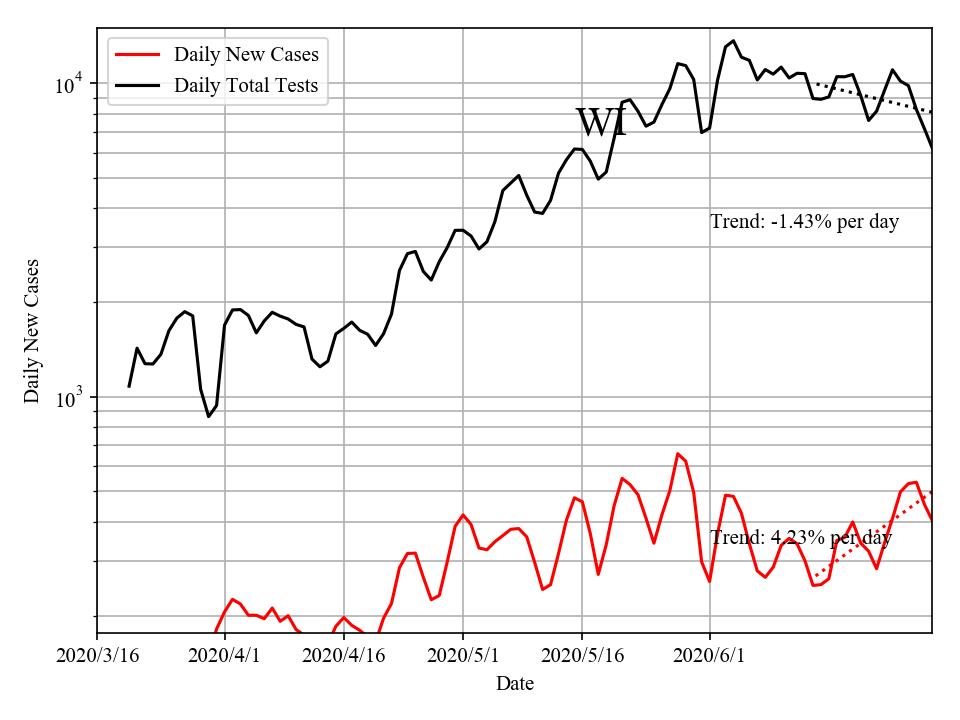 Daily New Cases
Daily Total Tests
10^4
WI
Trend: -1.43% per day
Daily New Cases
10^3
Trend: 4.23% per day
2020/3/16 2020/4/1 2020/4/16 2020/5/1 2020/5/16 2020/6/1
Date